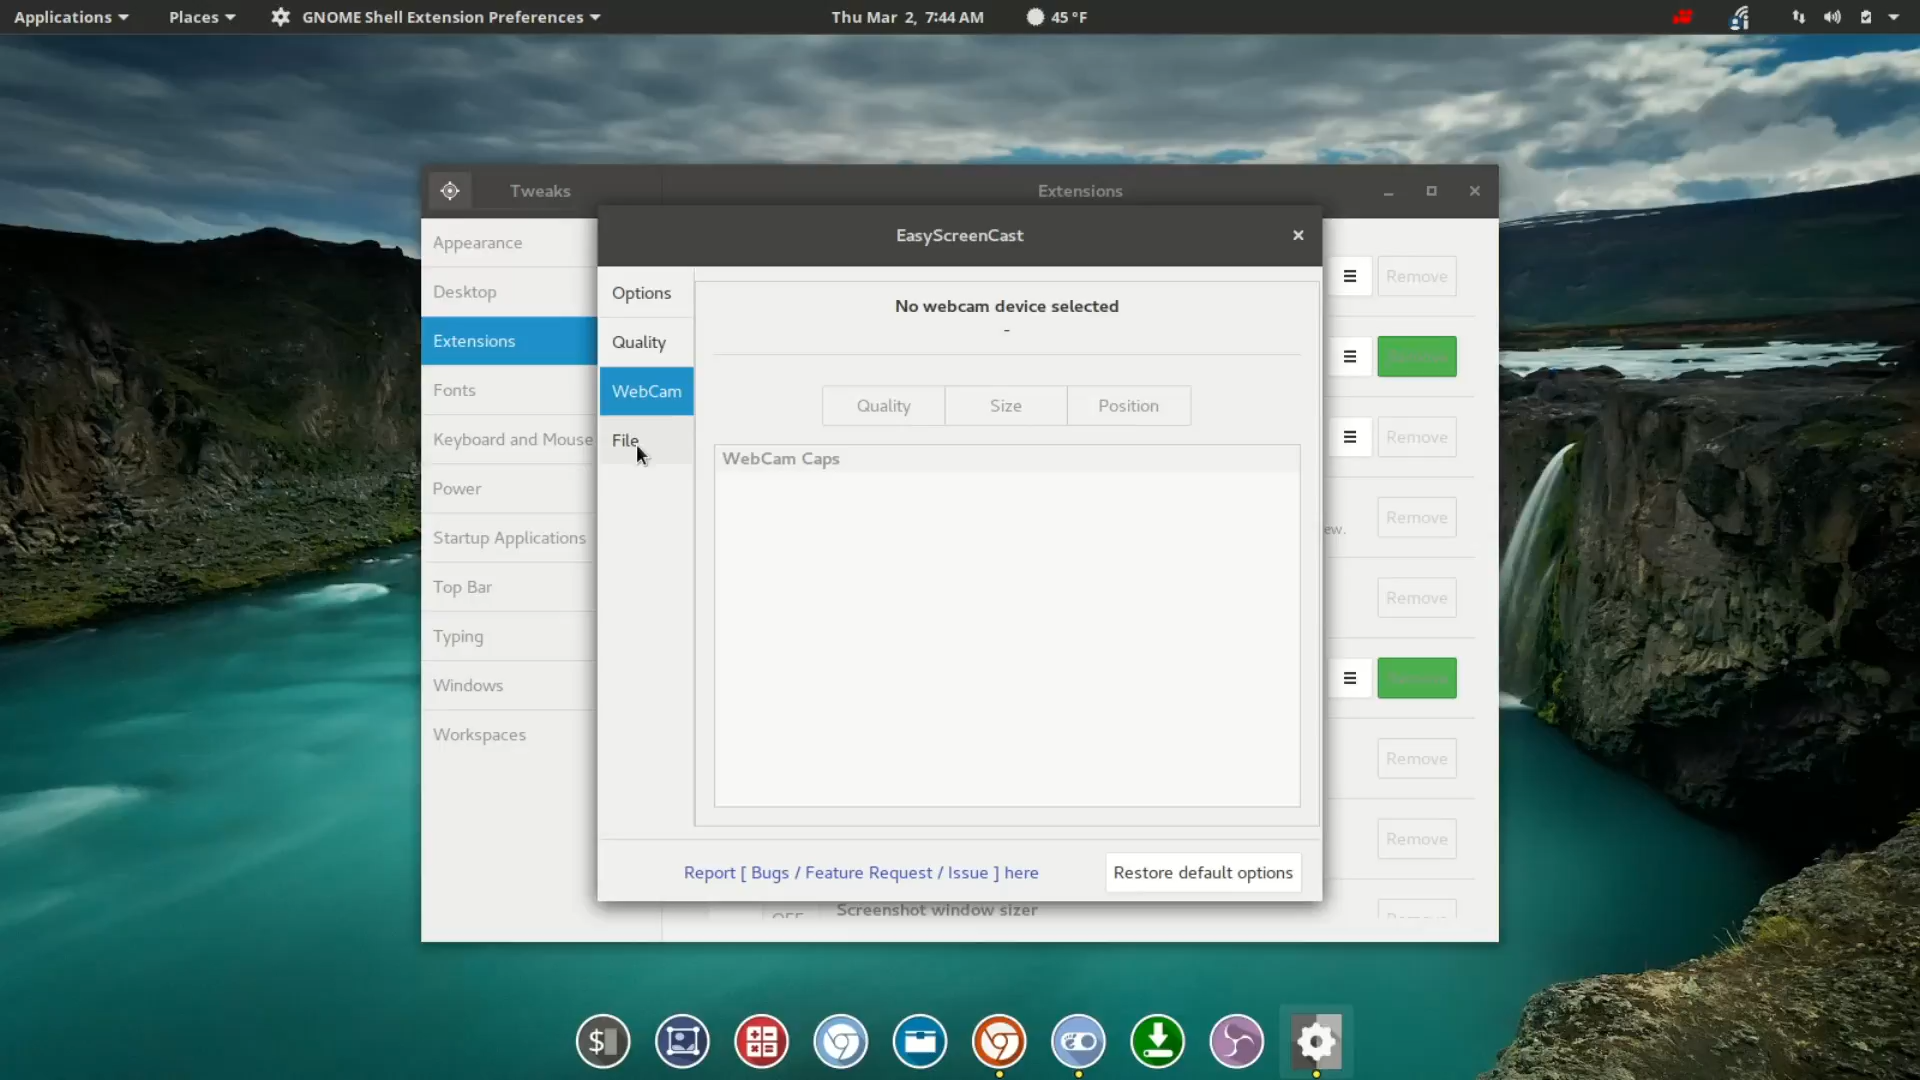 Applications
Places
GNOME Shell Extension Preferences
Thu Mar 2, 7:44 AM
45 °F
Tweaks
Extensions
EasyScreenCast
Appearance
Desktop
Extensions
Fonts
Keyboard and Mouse
Power
Startup Applications
Top Bar
Typing
Windows
Workspaces
Options
Quality
WebCam
File
No webcam device selected
-
Quality
Size
Position
WebCam Caps
Report [ Bugs / Feature Request / Issue ] here
Restore default options
Remove
Remove
Remove
Remove
Remove
Remove
Screenshot window sizer